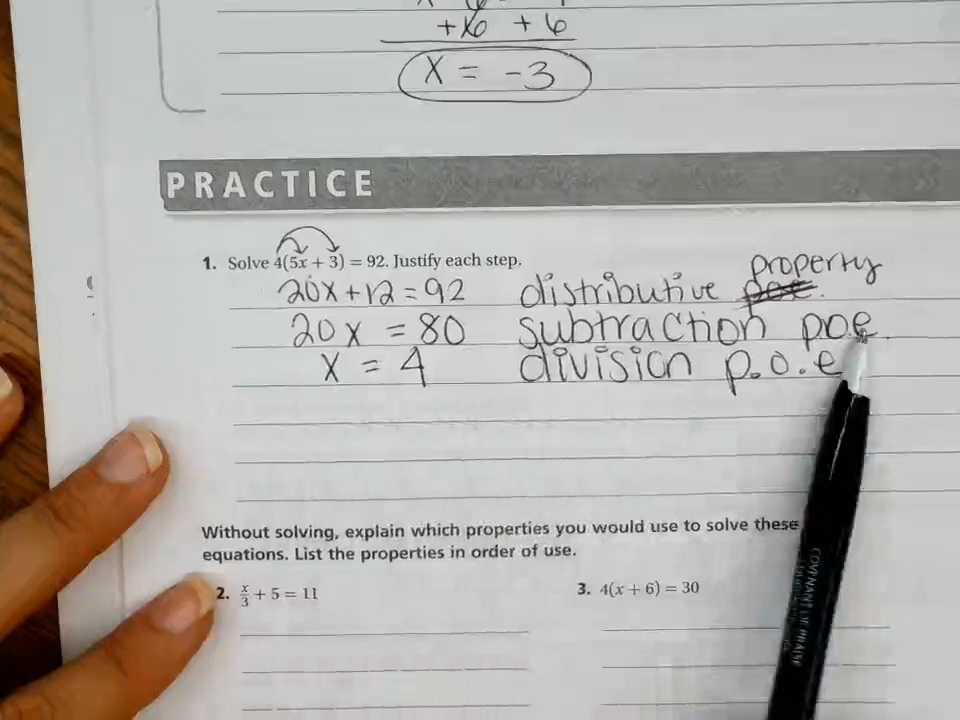 +6 + 6
x = -3
PRACTICE
1. Solve 4(5x + 3) = 92. Justify each step.
property
20x+12=92 distributive
20x = 80 subtraction p.o.e.
x = 4 division p.o.e
Without solving, explain which properties you would use to solve these
equations. List the properties in order of use.
2. x/3 + 5 = 11
3. 4(x + 6) = 30